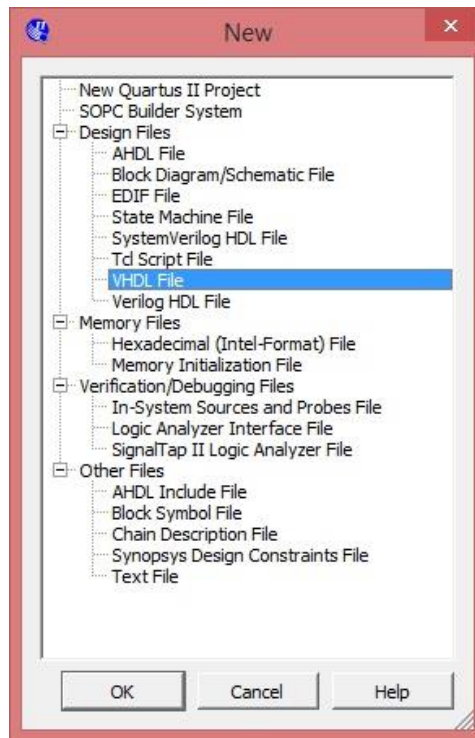 New
New Quartus II Project
SOPC Builder System
Design Files
AHDL File
Block Diagram/Schematic File
EDIF File
State Machine File
SystemVerilog HDL File
Tcl Script File
VHDL File
Verilog HDL File
Memory Files
Hexadecimal (Intel-Format) File
Memory Initialization File
Verification/Debugging Files
In-System Sources and Probes File
Logic Analyzer Interface File
SignalTap II Logic Analyzer File
Other Files
AHDL Include File
Block Symbol File
Chain Description File
Synopsys Design Constraints File
Text File
OK Cancel Help